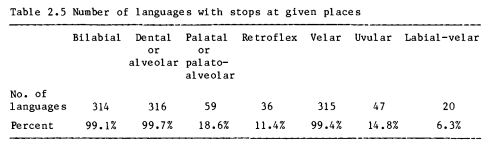 Table 2.5 Number of languages with stops at given places
Bilabial Dental Palatal Retroflex Velar Uvular Labial-velar
or or
alveolar palato-
alveolar
No. of
languages 314 316 59 36 315 47 20
Percent 99.1% 99.7% 18.6% 11.4% 99.4% 14.8% 6.3%